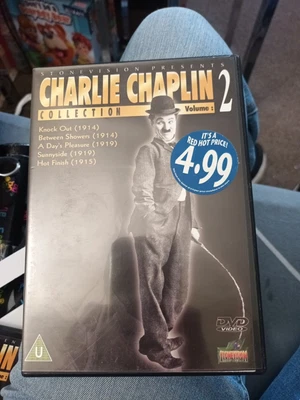 STONEVISION PRESENTS
CHARLIE CHAPLIN
COLLECTION Volume: 2
Knock Out (1914)
Between Showers (1914)
A Day's Pleasure (1919)
Sunnyside (1919)
Hot Finish (1915)
IT'S A
RED HOT PRICE!
4.99
U
DVD
VIDEO